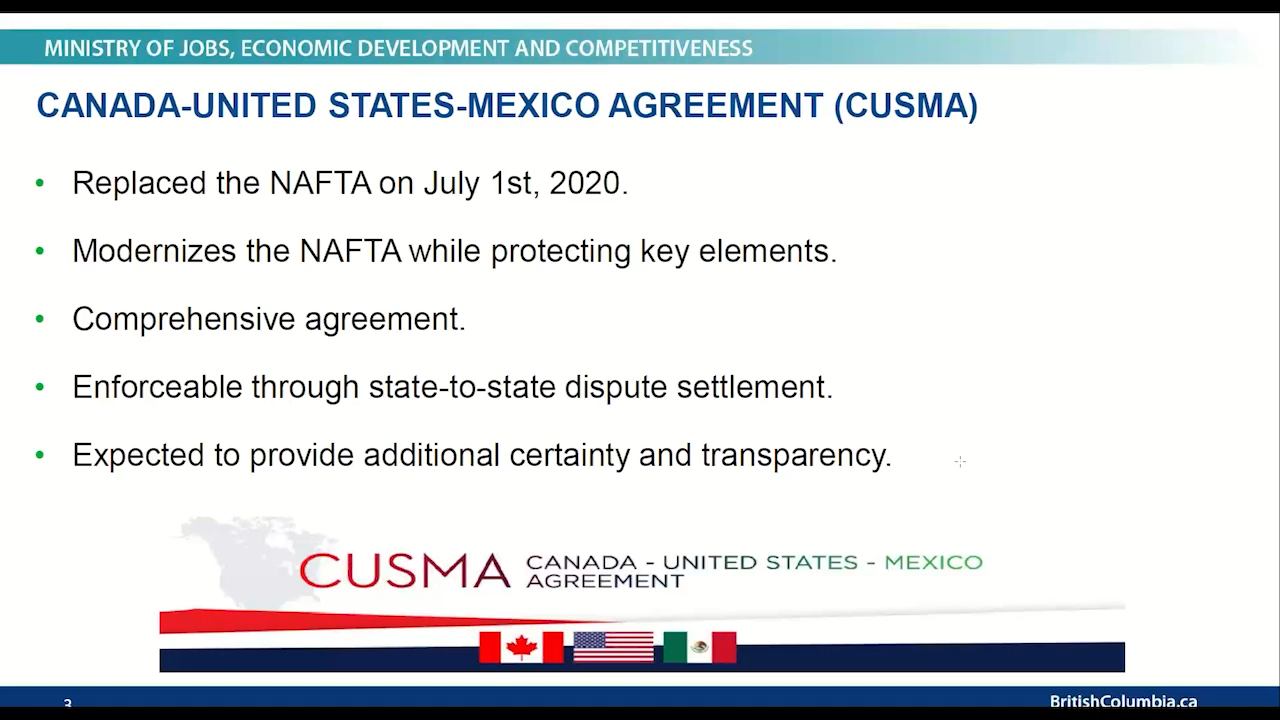 MINISTRY OF JOBS, ECONOMIC DEVELOPMENT AND COMPETITIVENESS
CANADA-UNITED STATES-MEXICO AGREEMENT (CUSMA)
• Replaced the NAFTA on July 1st, 2020.
• Modernizes the NAFTA while protecting key elements.
• Comprehensive agreement.
• Enforceable through state-to-state dispute settlement.
• Expected to provide additional certainty and transparency.
CUSMA
CANADA - UNITED STATES - MEXICO
AGREEMENT
3
BritishColumbia.ca